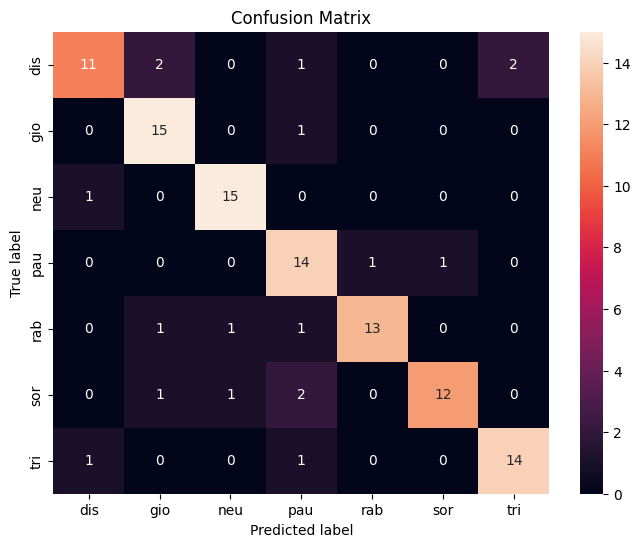 Confusion Matrix
True label
dis 11 2 0 1 0 0 2
gio 0 15 0 1 0 0 0
neu 1 0 15 0 0 0 0
pau 0 0 0 14 1 1 0
rab 0 1 1 1 13 0 0
sor 0 1 1 2 0 12 0
tri 1 0 0 1 0 0 14
dis gio neu pau rab sor tri
Predicted label
14
12
10
8
6
4
2
0